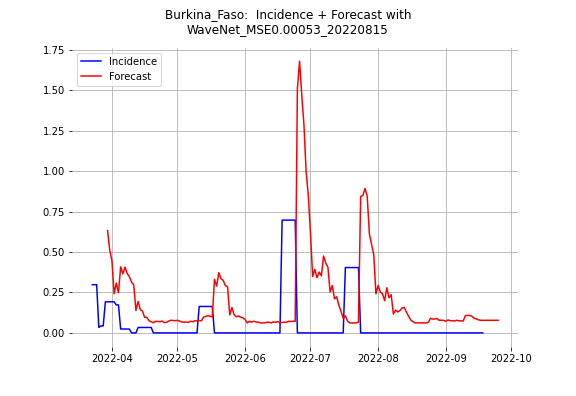 Burkina_Faso:  Incidence + Forecast with
WaveNet_MSE0.00053_20220815
Incidence
Forecast
1.75
1.50
1.25
1.00
0.75
0.50
0.25
0.00
2022-04 2022-05 2022-06 2022-07 2022-08 2022-09 2022-10